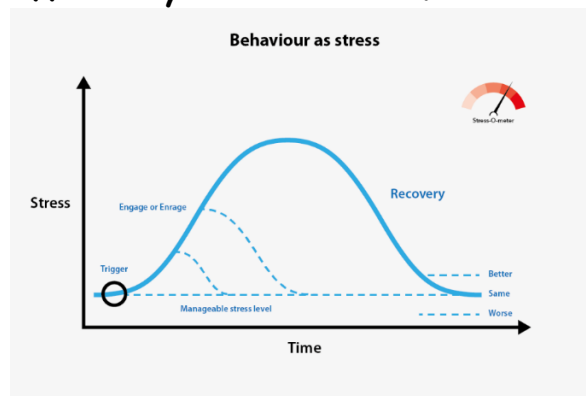 Behaviour as stress
Stress-O-meter
Stress
Engage or Enrage
Recovery
Trigger
Better
Same
Manageable stress level
Worse
Time